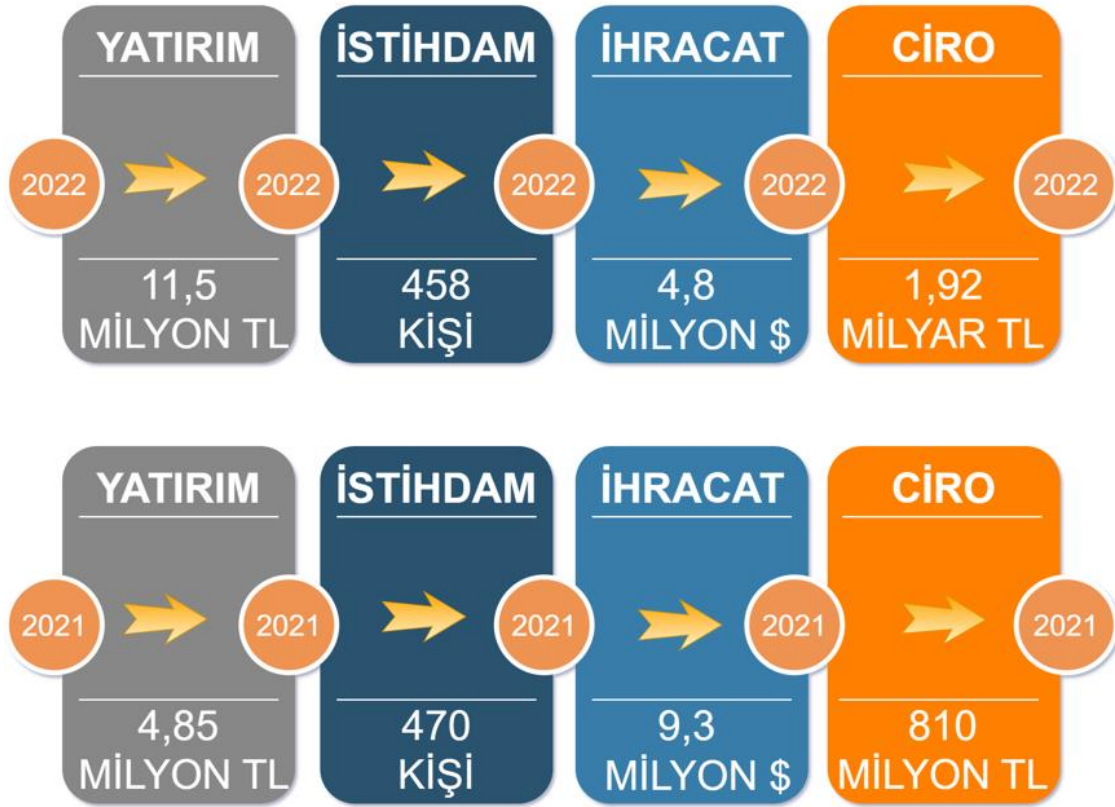 YATIRIM İSTİHDAM İHRACAT CİRO
2022 2022 2022 2022 2022
11,5 458 4,8 1,92
MİLYON TL KİŞİ MİLYON $ MİLYAR TL
YATIRIM İSTİHDAM İHRACAT CİRO
2021 2021 2021 2021 2021
4,85 470 9,3 810
MİLYON TL KİŞİ MİLYON $ MİLYON TL